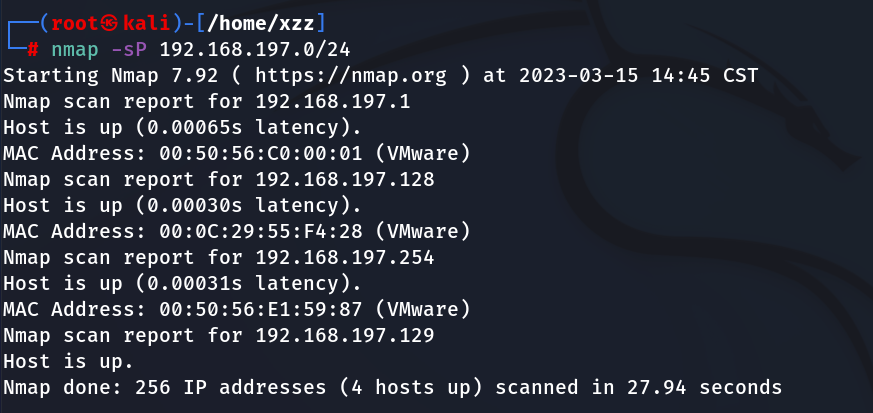 ┌──(root㉿kali)-[/home/xzz]
└─# nmap -sP 192.168.197.0/24
Starting Nmap 7.92 ( https://nmap.org ) at 2023-03-15 14:45 CST
Nmap scan report for 192.168.197.1
Host is up (0.00065s latency).
MAC Address: 00:50:56:C0:00:01 (VMware)
Nmap scan report for 192.168.197.128
Host is up (0.00030s latency).
MAC Address: 00:0C:29:55:F4:28 (VMware)
Nmap scan report for 192.168.197.254
Host is up (0.00031s latency).
MAC Address: 00:50:56:E1:59:87 (VMware)
Nmap scan report for 192.168.197.129
Host is up.
Nmap done: 256 IP addresses (4 hosts up) scanned in 27.94 seconds